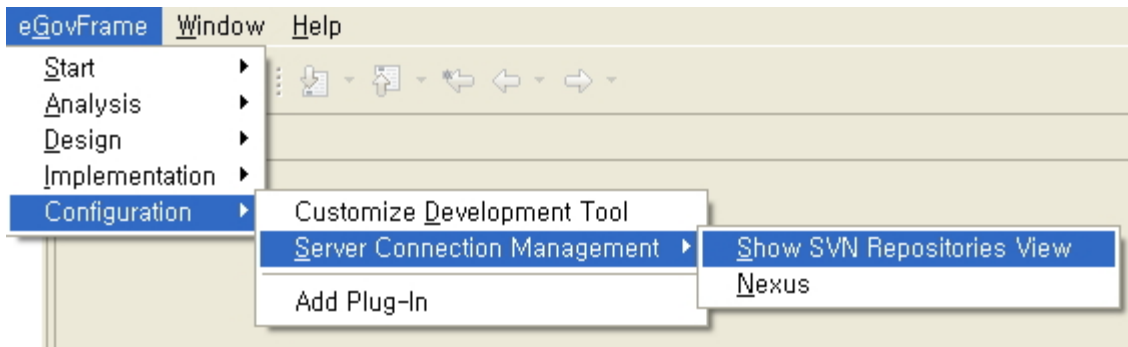 eGovFrame Window Help
Start
Analysis
Design
Implementation
Configuration
Customize Development Tool
Server Connection Management
Add Plug-In
Show SVN Repositories View
Nexus